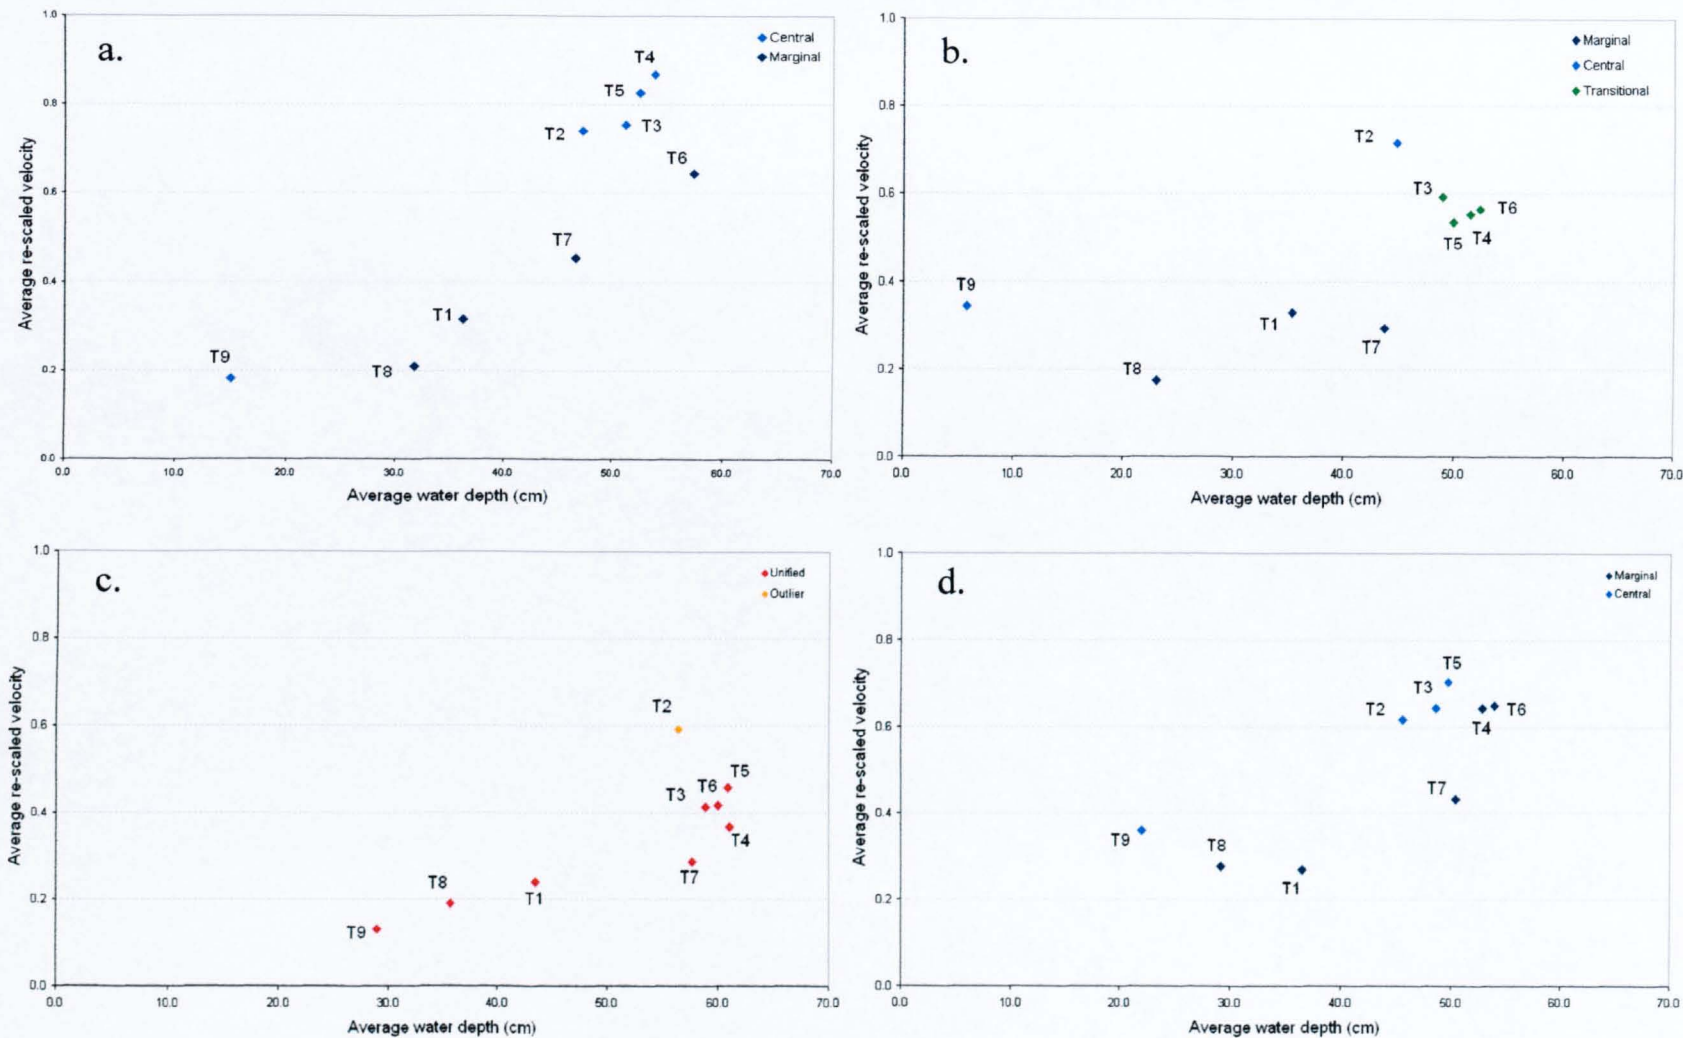 a.
Central
Marginal
T4
T5
T2
T3
T6
T7
T1
T9
T8
1.0
0.8
0.6
0.4
0.2
0.0
0.0 10.0 20.0 30.0 40.0 50.0 60.0 70.0
Average re-scaled velocity
Average water depth (cm)
b.
Marginal
Central
Transitional
T2
T3
T6
T5 T4
T9
T1
T7
T8
1.0
0.8
0.6
0.4
0.2
0.0
0.0 10.0 20.0 30.0 40.0 50.0 60.0 70.0
Average re-scaled velocity
Average water depth (cm)
c.
Unified
Outlier
T2
T5
T6
T3
T4
T7
T8
T1
T9
1.0
0.8
0.6
0.4
0.2
0.0
0.0 10.0 20.0 30.0 40.0 50.0 60.0 70.0
Average re-scaled velocity
Average water depth (cm)
d.
Marginal
Central
T5
T3
T2
T6
T4
T7
T9
T8
T1
1.0
0.8
0.6
0.4
0.2
0.0
0.0 10.0 20.0 30.0 40.0 50.0 60.0 70.0
Average re-scaled velocity
Average water depth (cm)